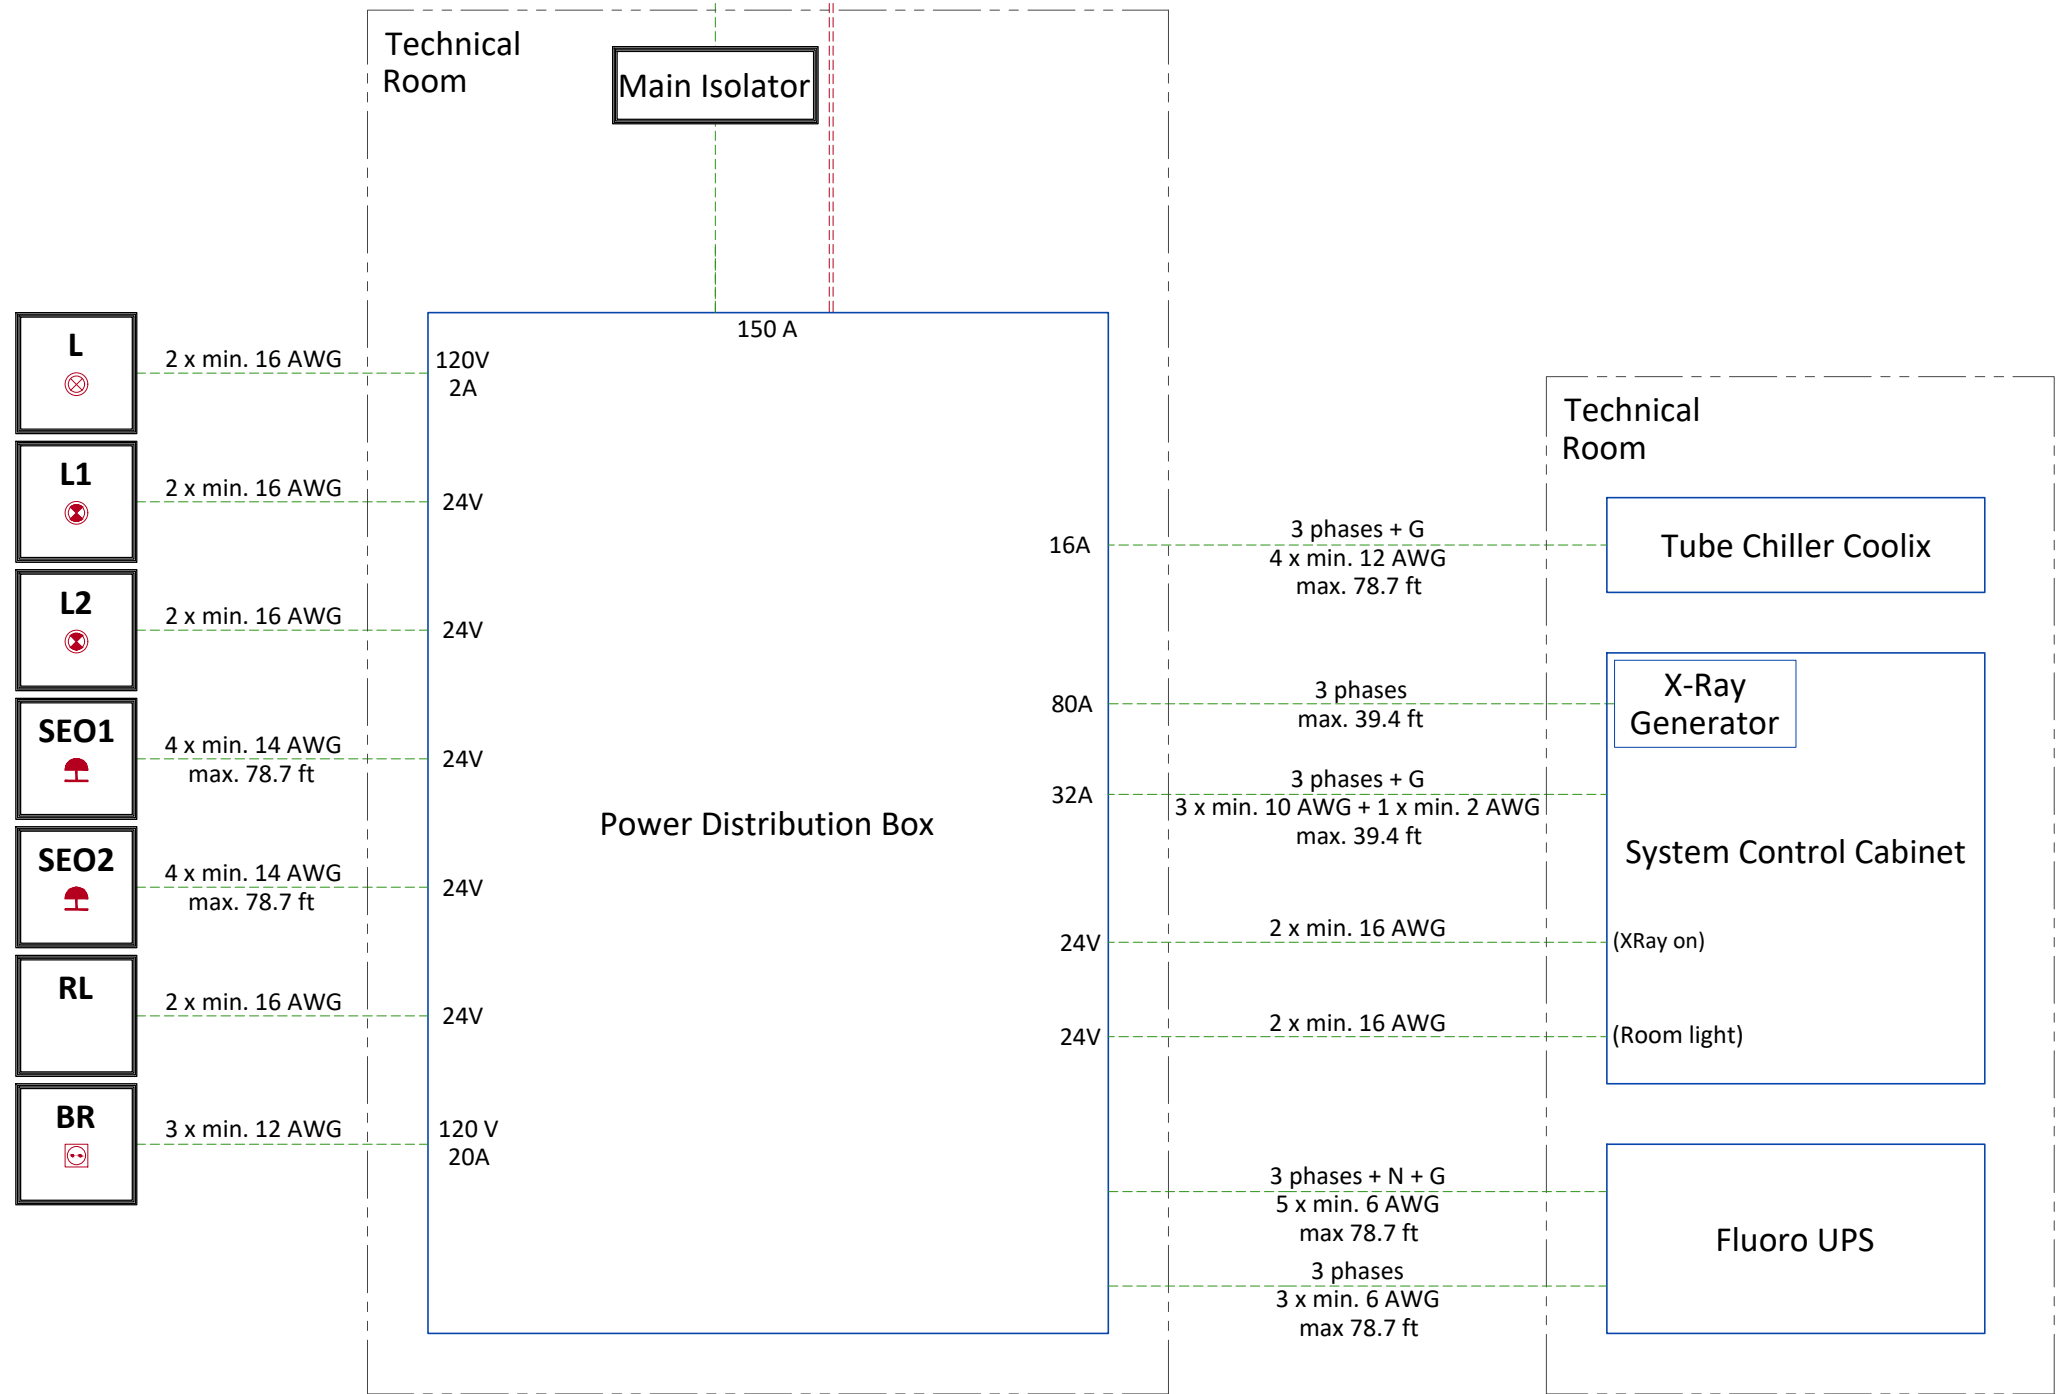 Technical
Room
Main Isolator
150 A
L
2 x min. 16 AWG
120V
2A
L1
2 x min. 16 AWG
24V
L2
2 x min. 16 AWG
24V
SEO1
4 x min. 14 AWG
max. 78.7 ft
24V
SEO2
4 x min. 14 AWG
max. 78.7 ft
24V
RL
2 x min. 16 AWG
24V
BR
3 x min. 12 AWG
120 V
20A
Power Distribution Box
16A
3 phases + G
4 x min. 12 AWG
max. 78.7 ft
80A
3 phases
max. 39.4 ft
32A
3 phases + G
3 x min. 10 AWG + 1 x min. 2 AWG
max. 39.4 ft
24V
2 x min. 16 AWG
24V
2 x min. 16 AWG
3 phases + N + G
5 x min. 6 AWG
max 78.7 ft
3 phases
3 x min. 6 AWG
max 78.7 ft
Technical
Room
Tube Chiller Coolix
X-Ray
Generator
System Control Cabinet
(XRay on)
(Room light)
Fluoro UPS